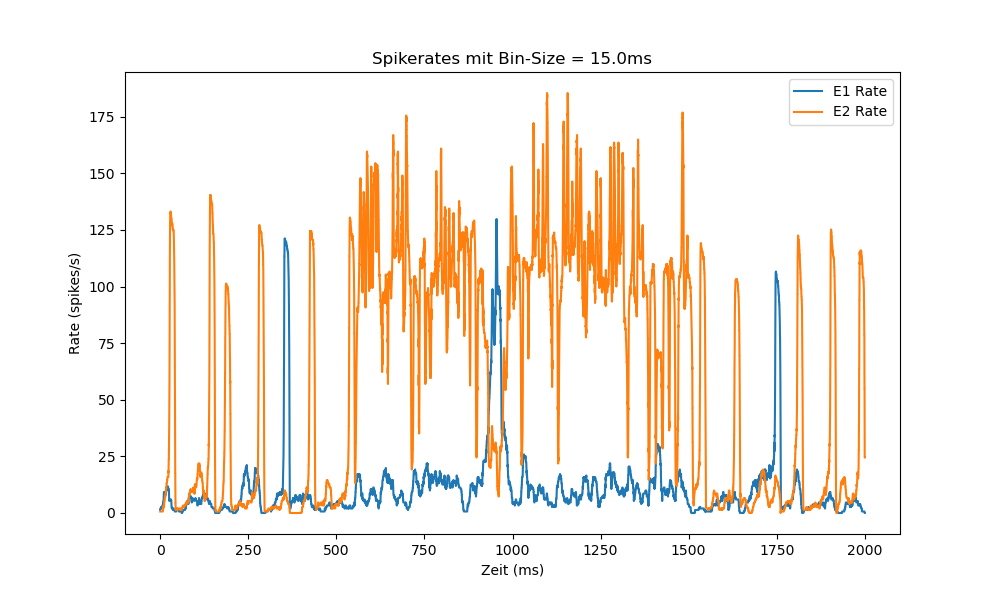 Spikerates mit Bin-Size = 15.0ms
E1 Rate
E2 Rate
175
150
125
100
75
50
25
0
Rate (spikes/s)
0 250 500 750 1000 1250 1500 1750 2000
Zeit (ms)